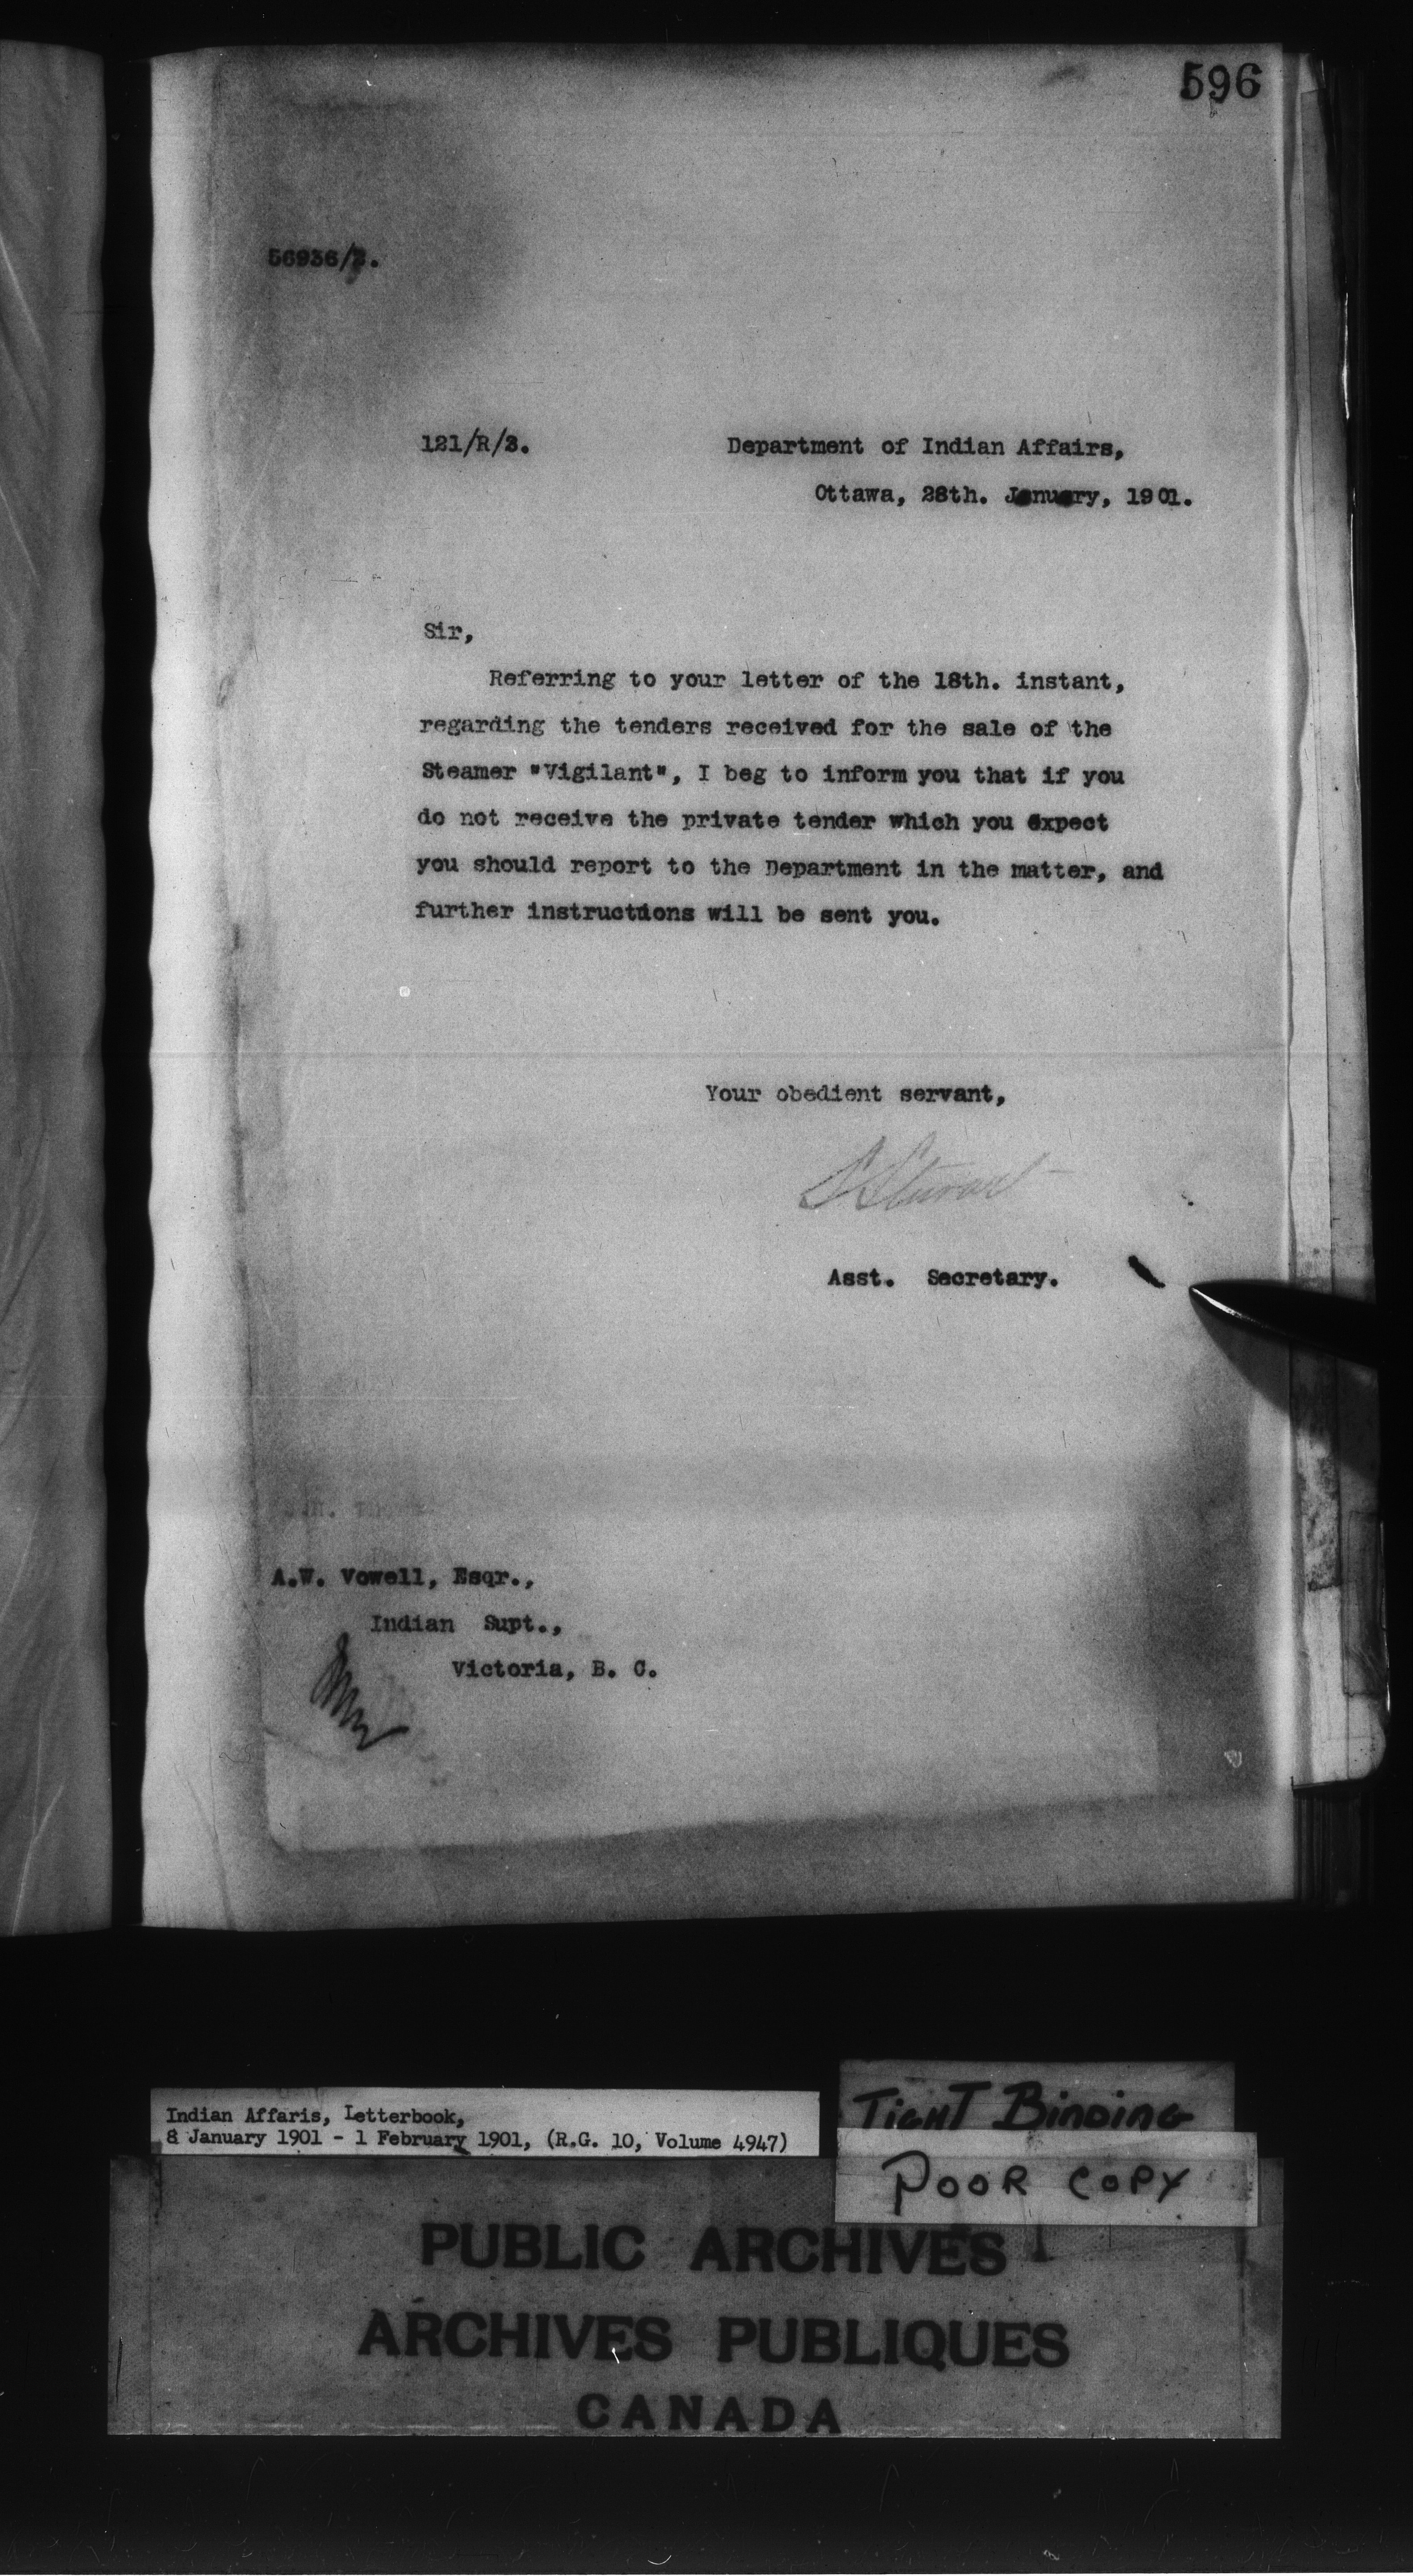 596
56936/2.
121/R/3. Department of Indian Affairs,
Ottawa, 28th. January, 1901.
Sir,
Referring to your letter of the 18th. instant,
regarding the tenders received for the sale of the
Steamer "Vigilant", I beg to inform you that if you
do not receive the private tender which you expect
you should report to the Department in the matter, and
further instructions will be sent you.
Your obedient servant,
S Stewart
Asst. Secretary.
A.W. Vowell, Esqr.,
Indian Supt.,
Victoria, B. C.
Indian Affaris, Letterbook,
8 January 1901 - 1 February 1901, (R.G. 10, Volume 4947)
TIGHT BINDING
POOR COPY
PUBLIC ARCHIVES
ARCHIVES PUBLIQUES
CANADA